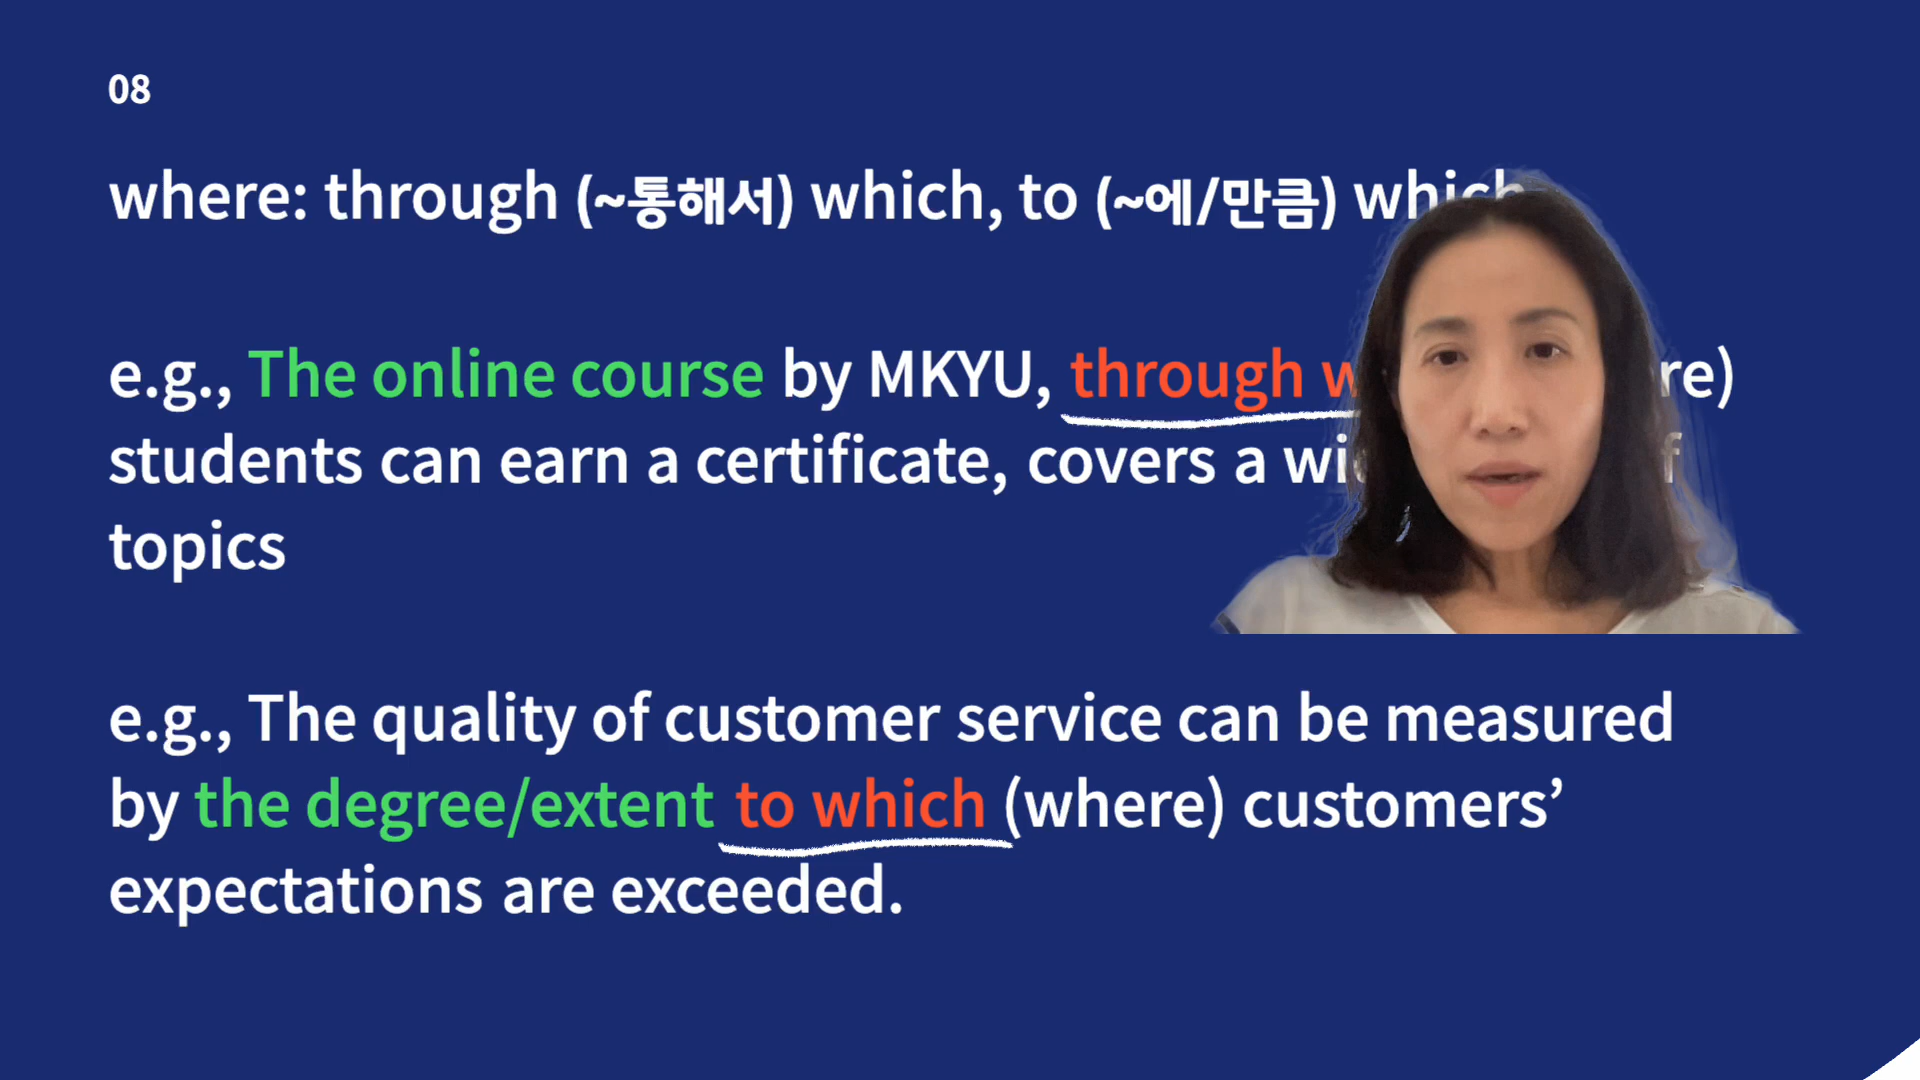 08
where: through (~통해서) which, to (~에/만큼) which
e.g., The online course by MKYU, through
students can earn a certificate, covers a
topics
e.g., The quality of customer service can be measured
by the degree/extent to which (where) customers’
expectations are exceeded.